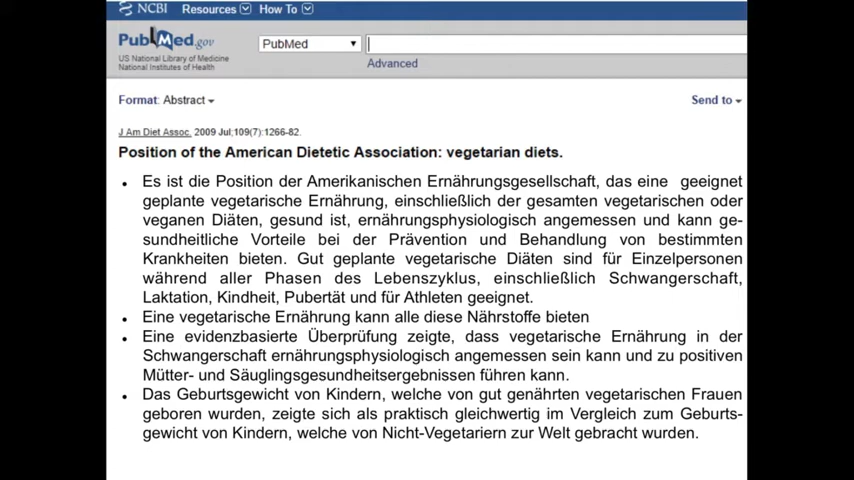 NCBI Resources How To
PubMed.gov
US National Library of Medicine
National Institutes of Health
PubMed
Advanced
Format: Abstract
Send to
J Am Diet Assoc. 2009 Jul;109(7):1266-82.
Position of the American Dietetic Association: vegetarian diets.
• Es ist die Position der Amerikanischen Ernährungsgesellschaft, das eine geeignet
geplante vegetarische Ernährung, einschließlich der gesamten vegetarischen oder
veganen Diäten, gesund ist, ernährungsphysiologisch angemessen und kann ge-
sundheitliche Vorteile bei der Prävention und Behandlung von bestimmten
Krankheiten bieten. Gut geplante vegetarische Diäten sind für Einzelpersonen
während aller Phasen des Lebenszyklus, einschließlich Schwangerschaft,
Laktation, Kindheit, Pubertät und für Athleten geeignet.
• Eine vegetarische Ernährung kann alle diese Nährstoffe bieten
• Eine evidenzbasierte Überprüfung zeigte, dass vegetarische Ernährung in der
Schwangerschaft ernährungsphysiologisch angemessen sein kann und zu positiven
Mütter- und Säuglingsgesundheitsergebnissen führen kann.
• Das Geburtsgewicht von Kindern, welche von gut genährten vegetarischen Frauen
geboren wurden, zeigte sich als praktisch gleichwertig im Vergleich zum Geburts-
gewicht von Kindern, welche von Nicht-Vegetariern zur Welt gebracht wurden.